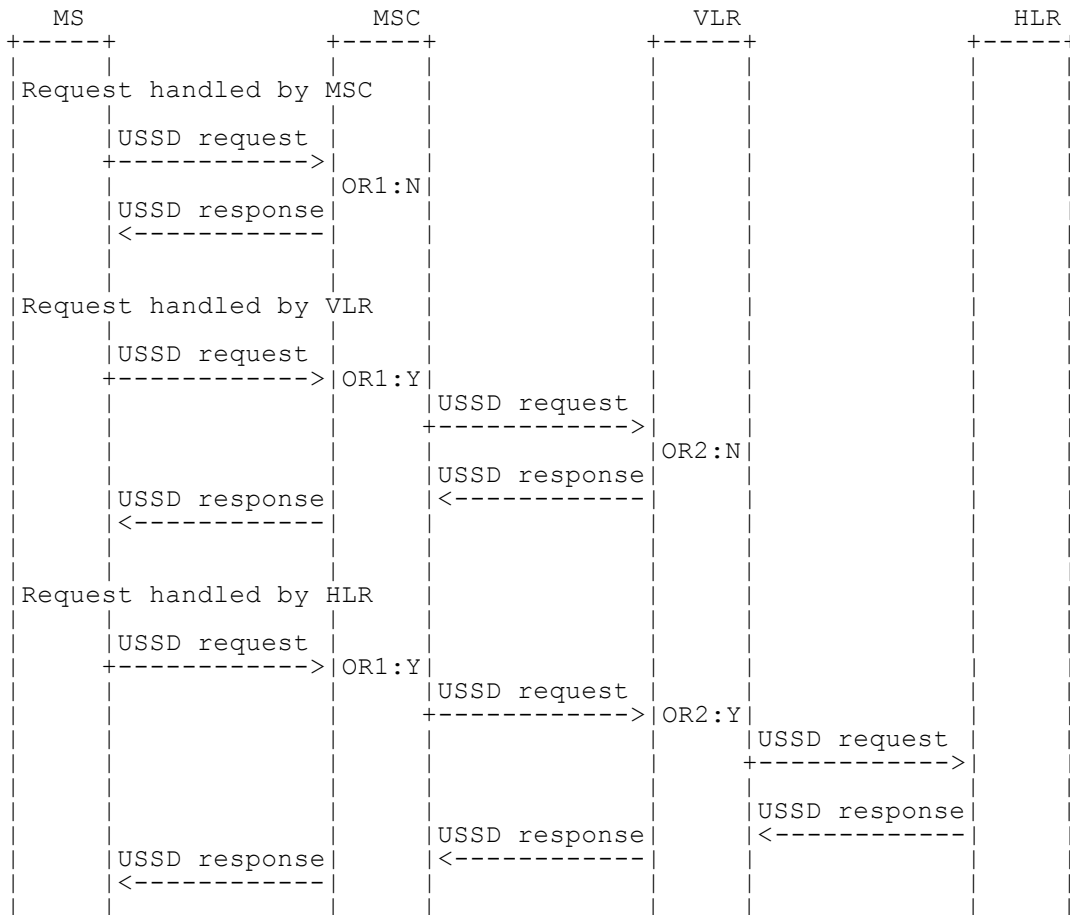 MS MSC VLR HLR
Request handled by MSC
USSD request
OR1:N
USSD response
Request handled by VLR
USSD request
OR1:Y
USSD request
OR2:N
USSD response
USSD response
Request handled by HLR
USSD request
OR1:Y
USSD request
OR2:Y
USSD request
USSD response
USSD response
USSD response